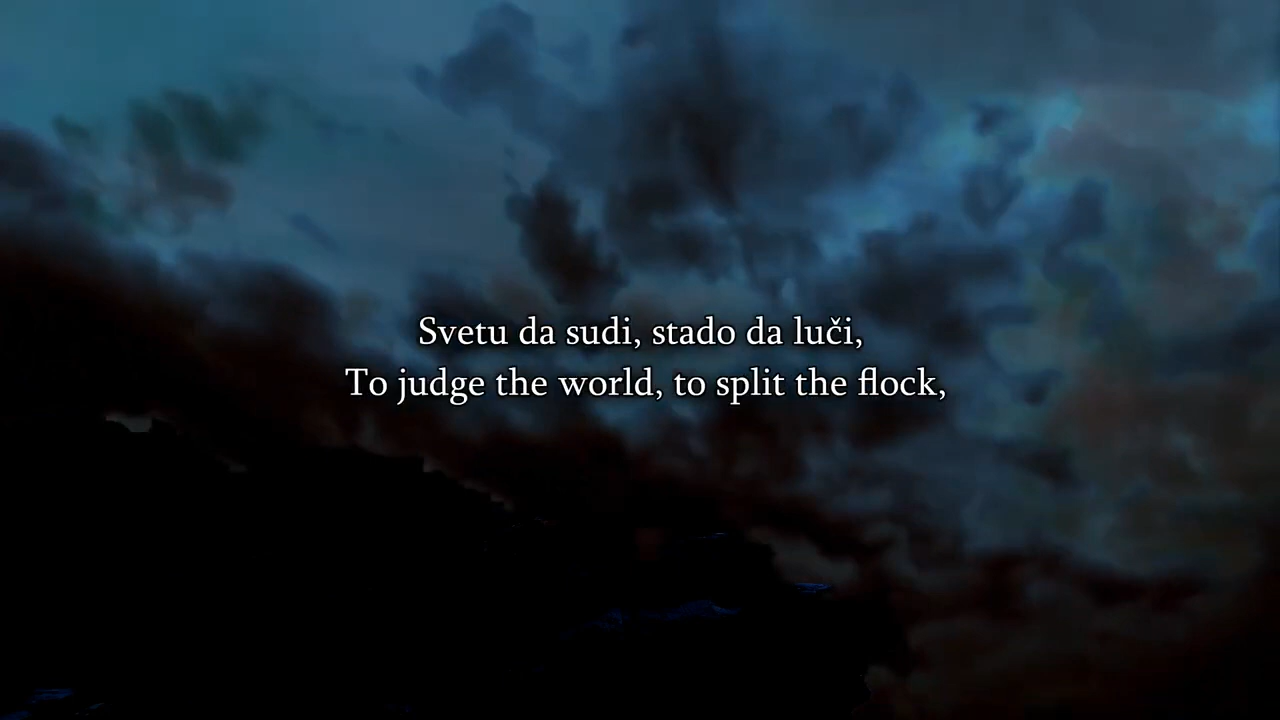 Svetu da sudi, stado da luči,
To judge the world, to split the flock,